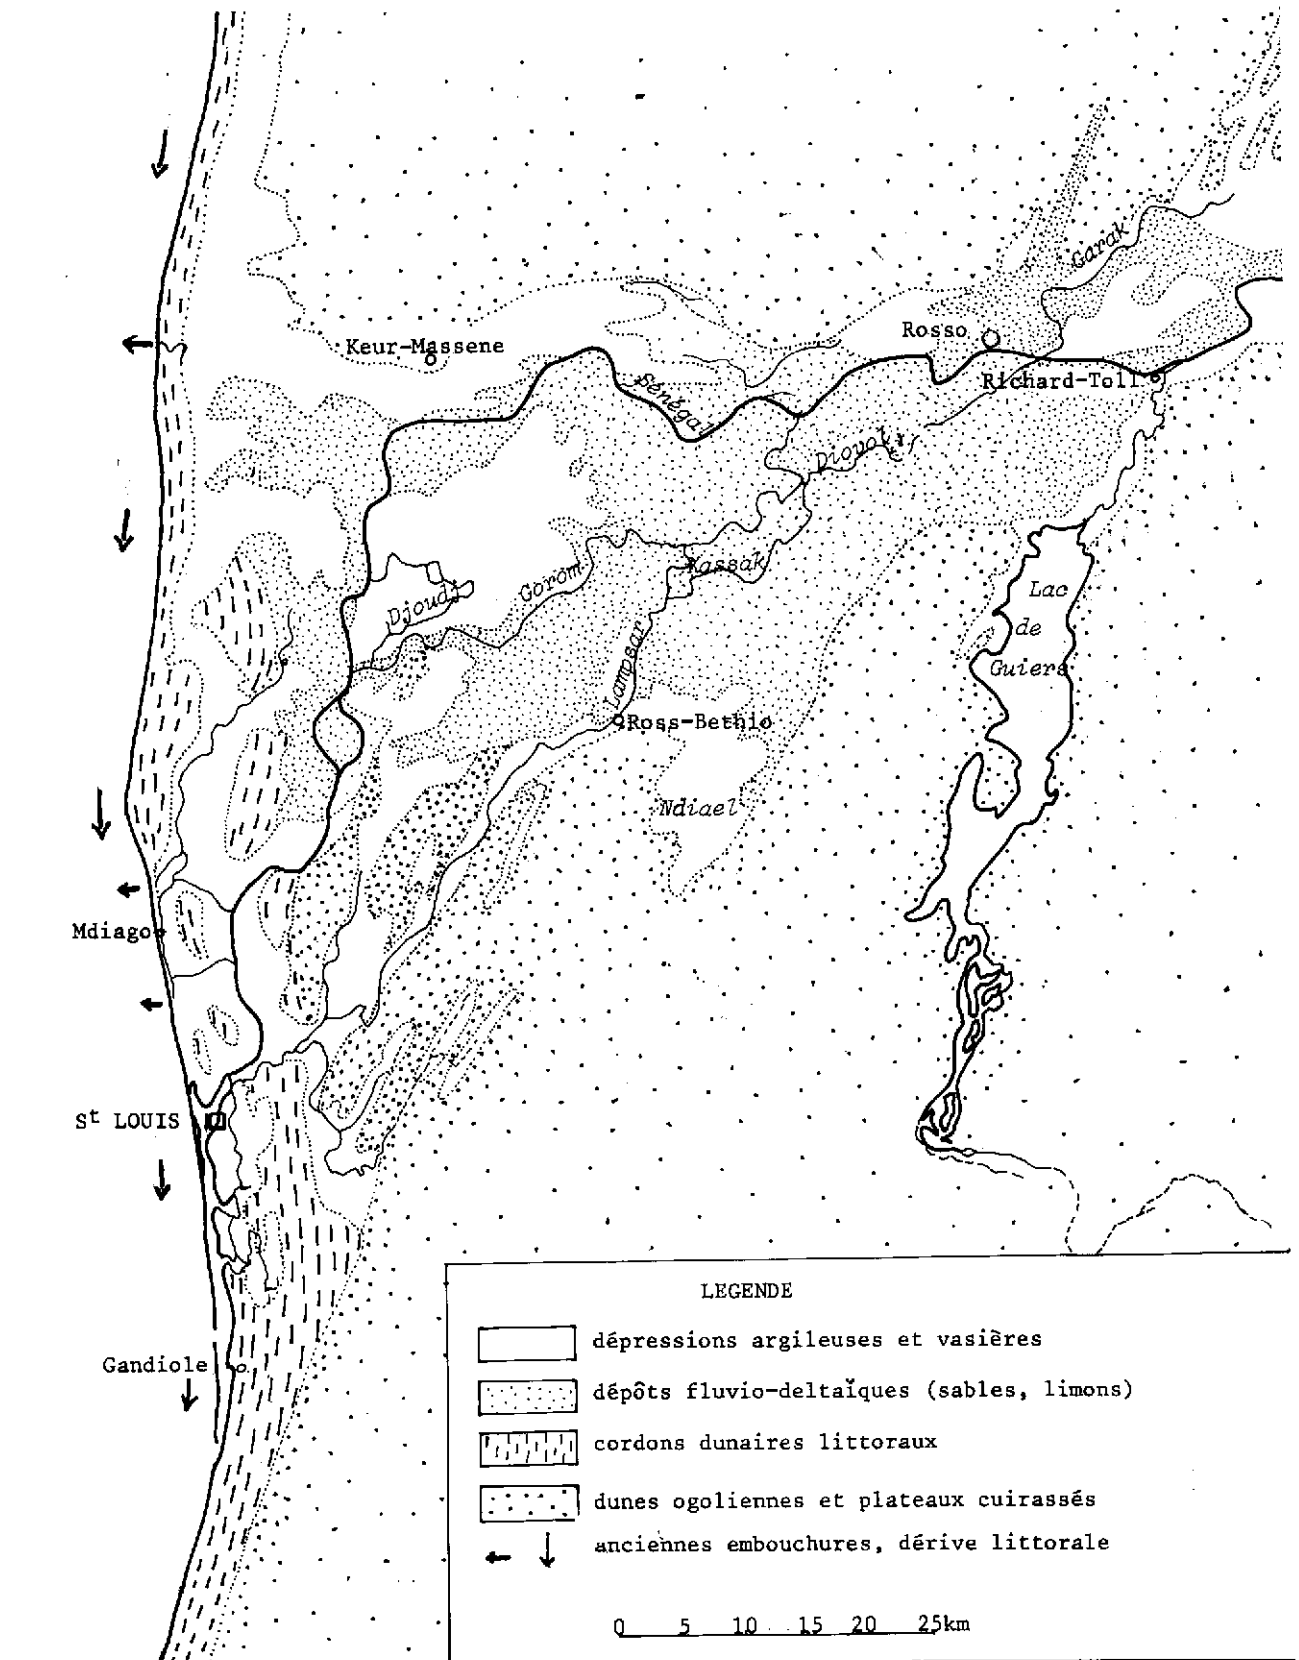 Garak
Rosso
Keur-Massene
Richard-Toll
Sénégal
Diovol
Kassak
Gorom
Djoudj
Lac
de
Guiers
Lampsar
Ross-Bethio
Ndiael
Mdiago
St LOUIS
Gandiole
LEGENDE
dépressions argileuses et vasières
dépôts fluvio-deltaïques (sables, limons)
cordons dunaires littoraux
dunes ogoliennes et plateaux cuirassés
anciennes embouchures, dérive littorale
0 5 10 15 20 25km